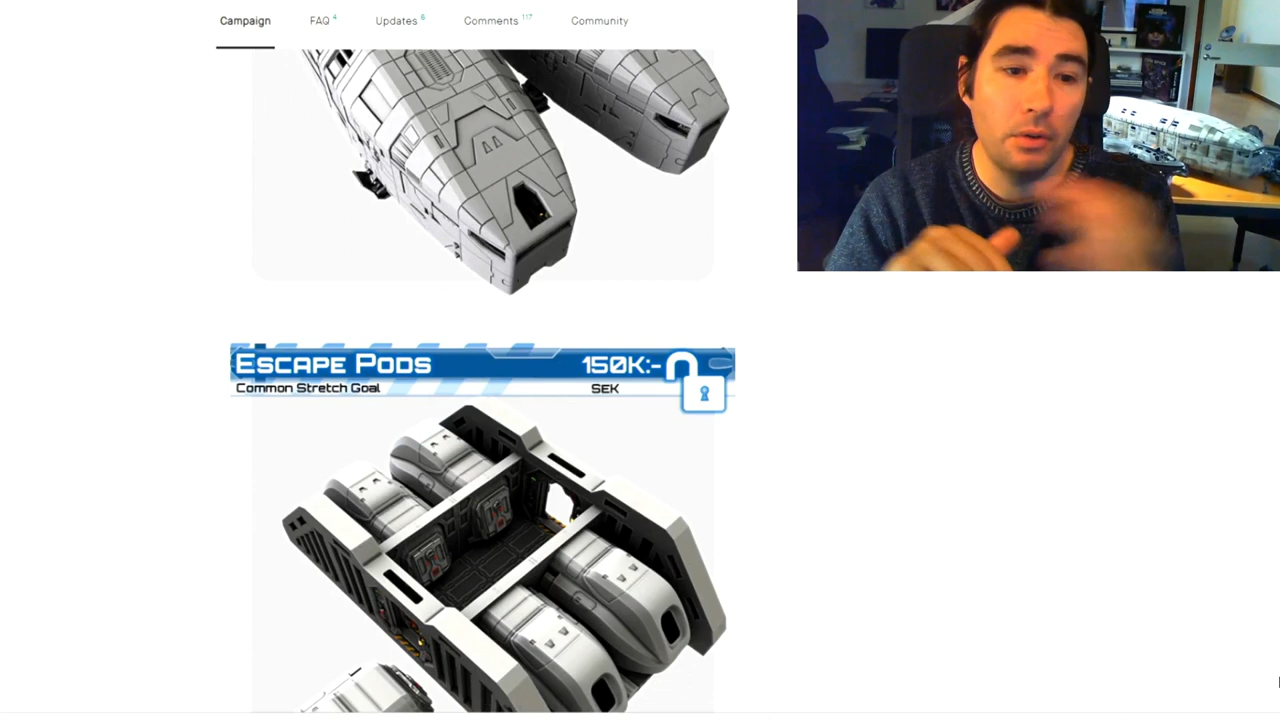 Campaign FAQ 4 Updates 6 Comments 117 Community
Escape Pods 150K:-
Common Stretch Goal SEK